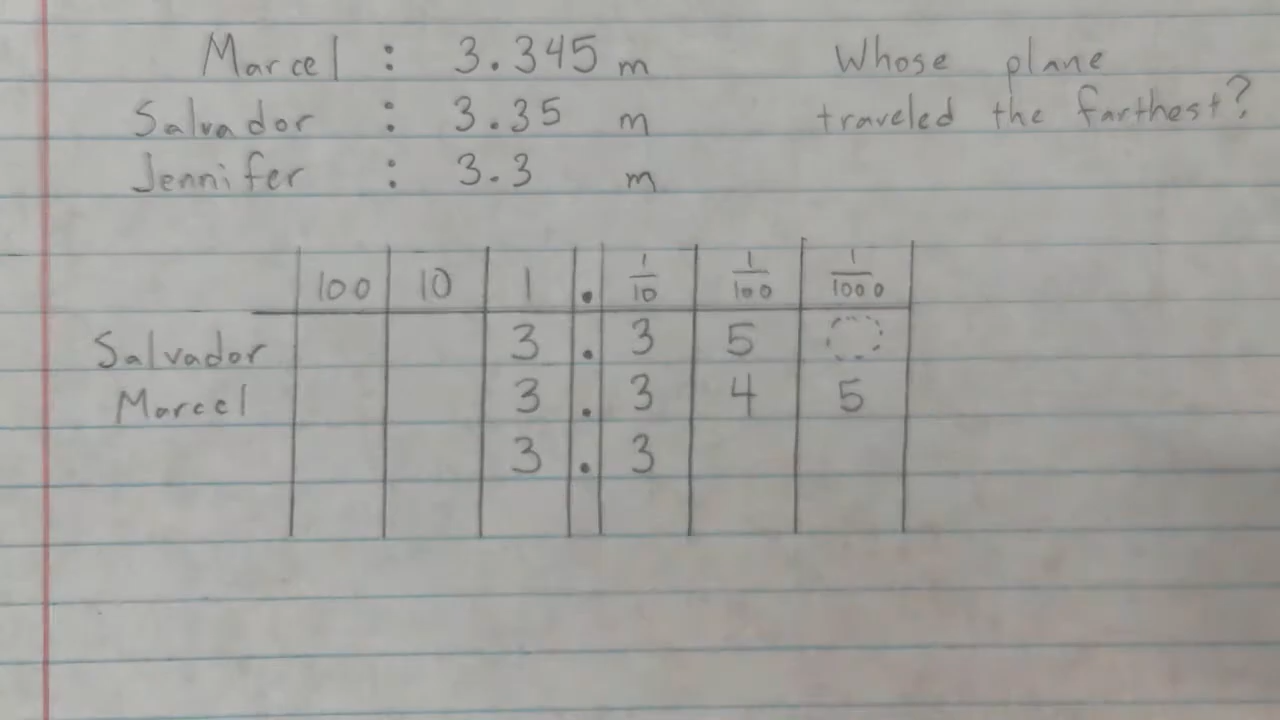 Marcel : 3.345 m
Salvador : 3.35 m
Jennifer : 3.3 m
Whose plane
traveled the farthest?
100 10 1 . 1/10 1/100 1/1000
Salvador 3 . 3 5
Marcel 3 . 3 4 5
3 . 3